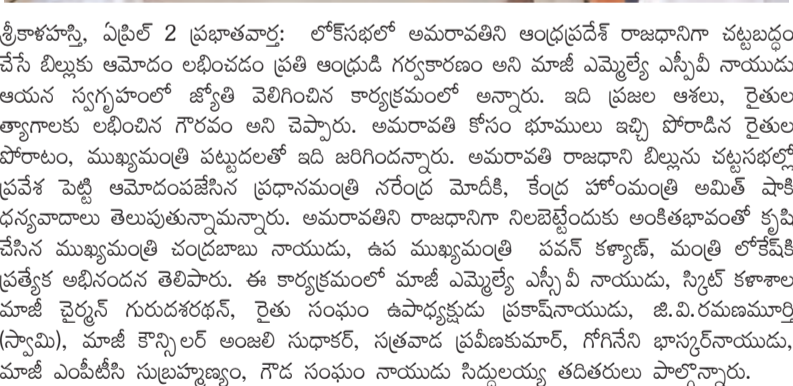 శ్రీకాళహస్తి, ఏప్రిల్ 2 ప్రభాతవార్త: లోక్‌సభలో అమరావతిని ఆంధ్రప్రదేశ్ రాజధానిగా చట్టబద్ధం
చేసే బిల్లుకు ఆమోదం లభించడం ప్రతి ఆంధ్రుడి గర్వకారణం అని మాజీ ఎమ్మెల్యే ఎస్సీవీ నాయుడు
ఆయన స్వగృహంలో జ్యోతి వెలిగించిన కార్యక్రమంలో అన్నారు. ఇది ప్రజల ఆశలు, రైతుల
త్యాగాలకు లభించిన గౌరవం అని చెప్పారు. అమరావతి కోసం భూములు ఇచ్చి పోరాడిన రైతుల
పోరాటం, ముఖ్యమంత్రి పట్టుదలతో ఇది జరిగిందన్నారు. అమరావతి రాజధాని బిల్లును చట్టసభల్లో
ప్రవేశ పెట్టి ఆమోదంపజేసిన ప్రధానమంత్రి నరేంద్ర మోదీకి, కేంద్ర హోంమంత్రి అమిత్ షాకి
ధన్యవాదాలు తెలుపుతున్నామన్నారు. అమరావతిని రాజధానిగా నిలబెట్టేందుకు అంకితభావంతో కృషి
చేసిన ముఖ్యమంత్రి చంద్రబాబు నాయుడు, ఉప ముఖ్యమంత్రి పవన్ కళ్యాణ్, మంత్రి లోకేష్‌కి
ప్రత్యేక అభినందన తెలిపారు. ఈ కార్యక్రమంలో మాజీ ఎమ్మెల్యే ఎస్సీవీ నాయుడు, స్కిట్ కళాశాల
మాజీ చైర్మన్ గురుదశరథన్, రైతు సంఘం ఉపాధ్యక్షుడు ప్రకాష్‌నాయుడు, జి.వి.రమణమూర్తి
(స్వామి), మాజీ కౌన్సిలర్ అంజలి సుధాకర్, సత్రవాడ ప్రవీణకుమార్, గోగినేని భాస్కర్‌నాయుడు,
మాజీ ఎంపీటీసి సుబ్రహ్మణ్యం, గౌడ సంఘం నాయుడు సిద్ధులయ్య తదితరులు పాల్గొన్నారు.